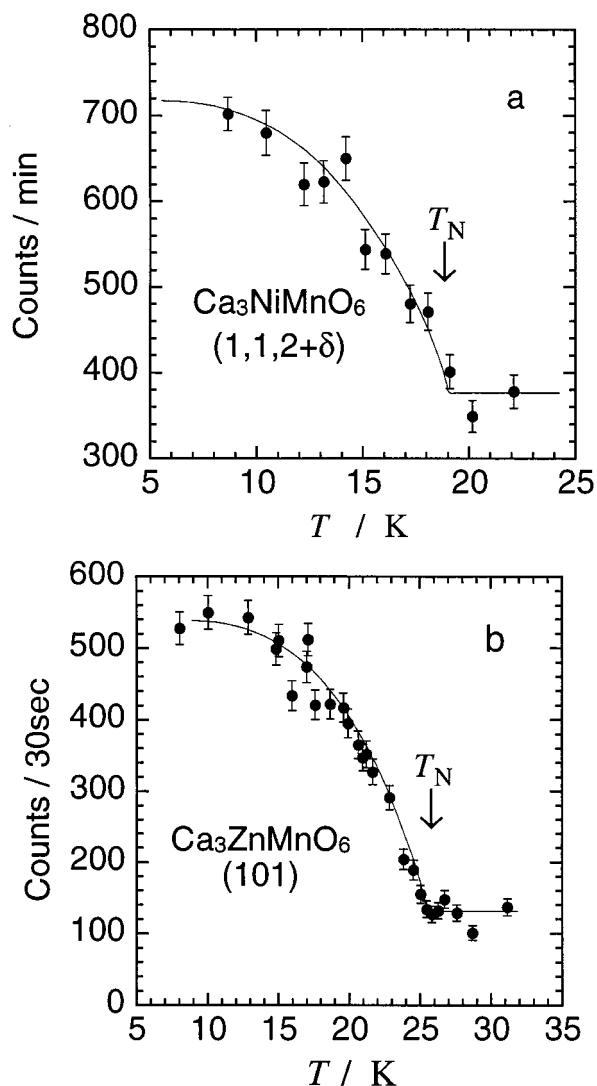 800
700
600
500
400
300
Counts / min
a
T_N
Ca₃NiMnO₆
(1,1,2+δ)
5 10 15 20 25
T / K
600
500
400
300
200
100
0
Counts / 30sec
b
T_N
Ca₃ZnMnO₆
(101)
5 10 15 20 25 30 35
T / K